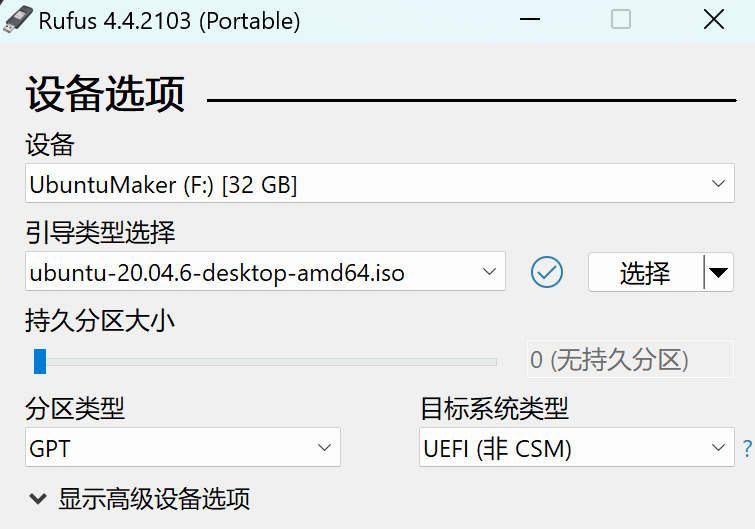 Rufus 4.4.2103 (Portable)
设备选项
设备
UbuntuMaker (F:) [32 GB]
引导类型选择
ubuntu-20.04.6-desktop-amd64.iso
选择
持久分区大小
0 (无持久分区)
分区类型
目标系统类型
GPT
UEFI (非 CSM)
?
显示高级设备选项